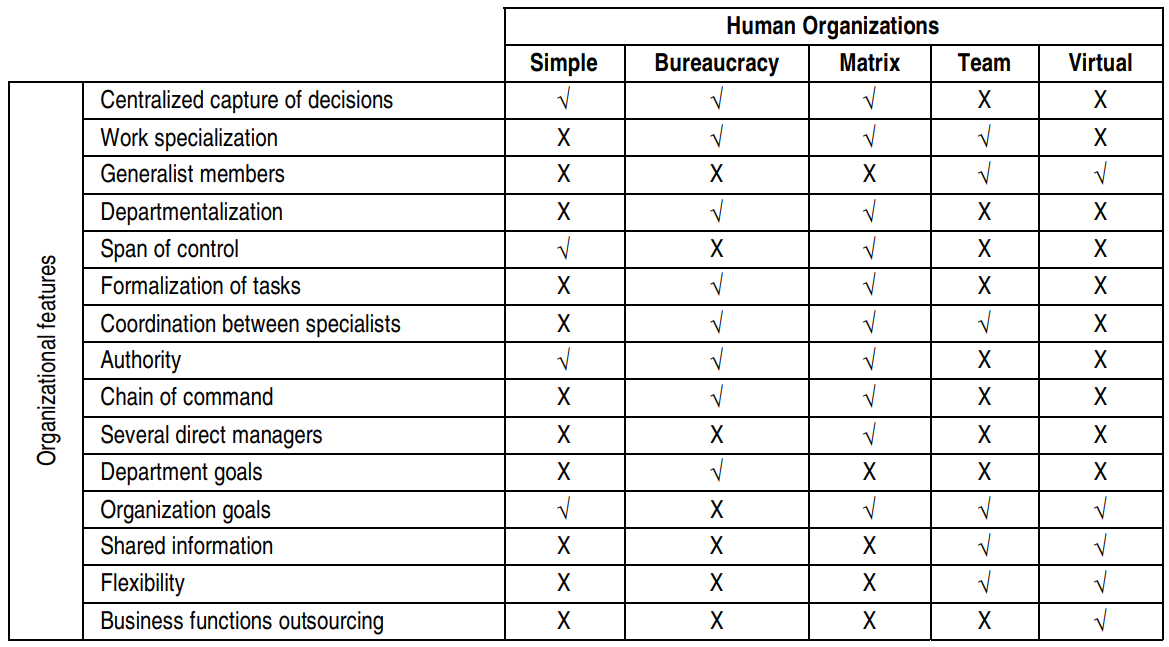 Human Organizations
Simple Bureaucracy Matrix Team Virtual
Organizational features
Centralized capture of decisions √ √ √ X X
Work specialization X √ √ √ X
Generalist members X X X √ √
Departmentalization X √ √ X X
Span of control √ X √ X X
Formalization of tasks X √ √ X X
Coordination between specialists X √ √ √ X
Authority √ √ √ X X
Chain of command X √ √ X X
Several direct managers X X √ X X
Department goals X √ X X X
Organization goals √ X √ √ √
Shared information X X X √ √
Flexibility X X X √ √
Business functions outsourcing X X X X √